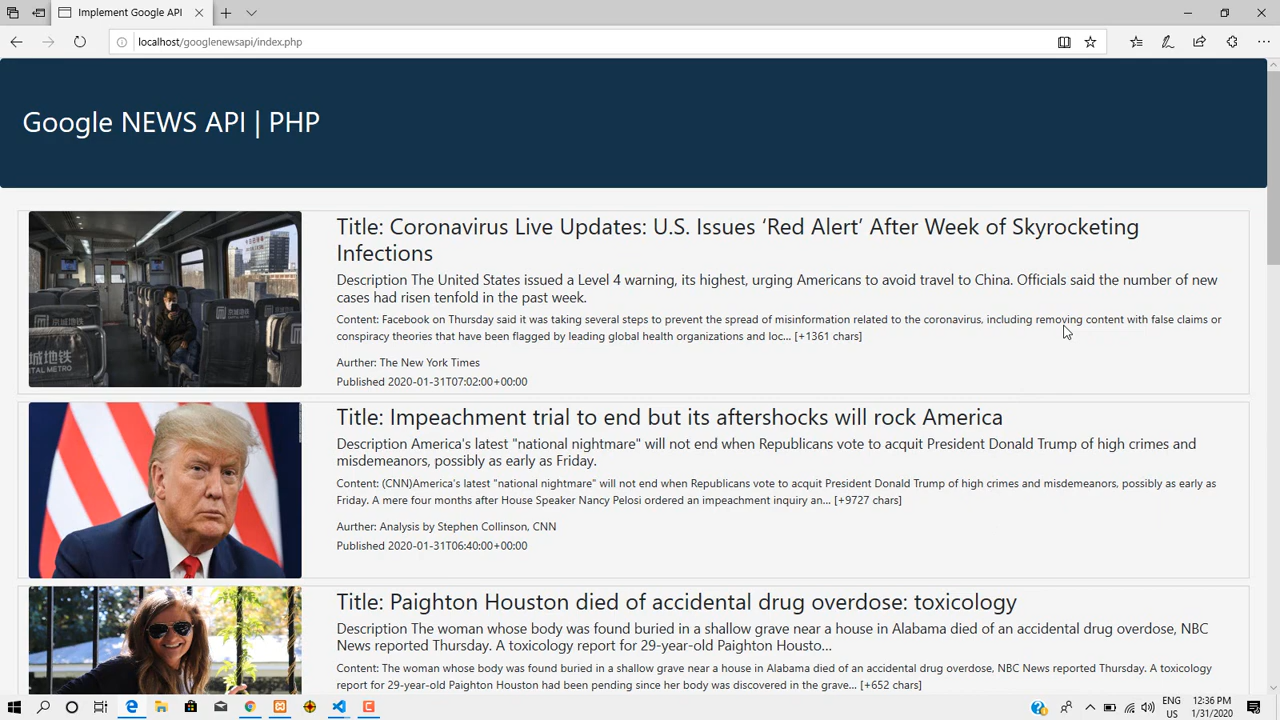 Implement Google API
localhost/googlenewsapi/index.php
Google NEWS API | PHP
Title: Coronavirus Live Updates: U.S. Issues ‘Red Alert’ After Week of Skyrocketing
Infections
Description The United States issued a Level 4 warning, its highest, urging Americans to avoid travel to China. Officials said the number of new
cases had risen tenfold in the past week.
Content: Facebook on Thursday said it was taking several steps to prevent the spread of misinformation related to the coronavirus, including removing content with false claims or
conspiracy theories that have been flagged by leading global health organizations and loc... [+1361 chars]
Aurther: The New York Times
Published 2020-01-31T07:02:00+00:00
Title: Impeachment trial to end but its aftershocks will rock America
Description America's latest "national nightmare" will not end when Republicans vote to acquit President Donald Trump of high crimes and
misdemeanors, possibly as early as Friday.
Content: (CNN)America's latest "national nightmare" will not end when Republicans vote to acquit President Donald Trump of high crimes and misdemeanors, possibly as early as
Friday. A mere four months after House Speaker Nancy Pelosi ordered an impeachment inquiry an... [+9727 chars]
Aurther: Analysis by Stephen Collinson, CNN
Published 2020-01-31T06:40:00+00:00
Title: Paighton Houston died of accidental drug overdose: toxicology
Description The woman whose body was found buried in a shallow grave near a house in Alabama died of an accidental drug overdose, NBC
News reported Thursday. A toxicology report for 29-year-old Paighton Housto...
Content: The woman whose body was found buried in a shallow grave near a house in Alabama died of an accidental drug overdose, NBC News reported Thursday. A toxicology
report for 29-year-old Paighton Houston had been pending since her body was discovered in the grave... [+652 chars]
ENG
US
12:36 PM
1/31/2020